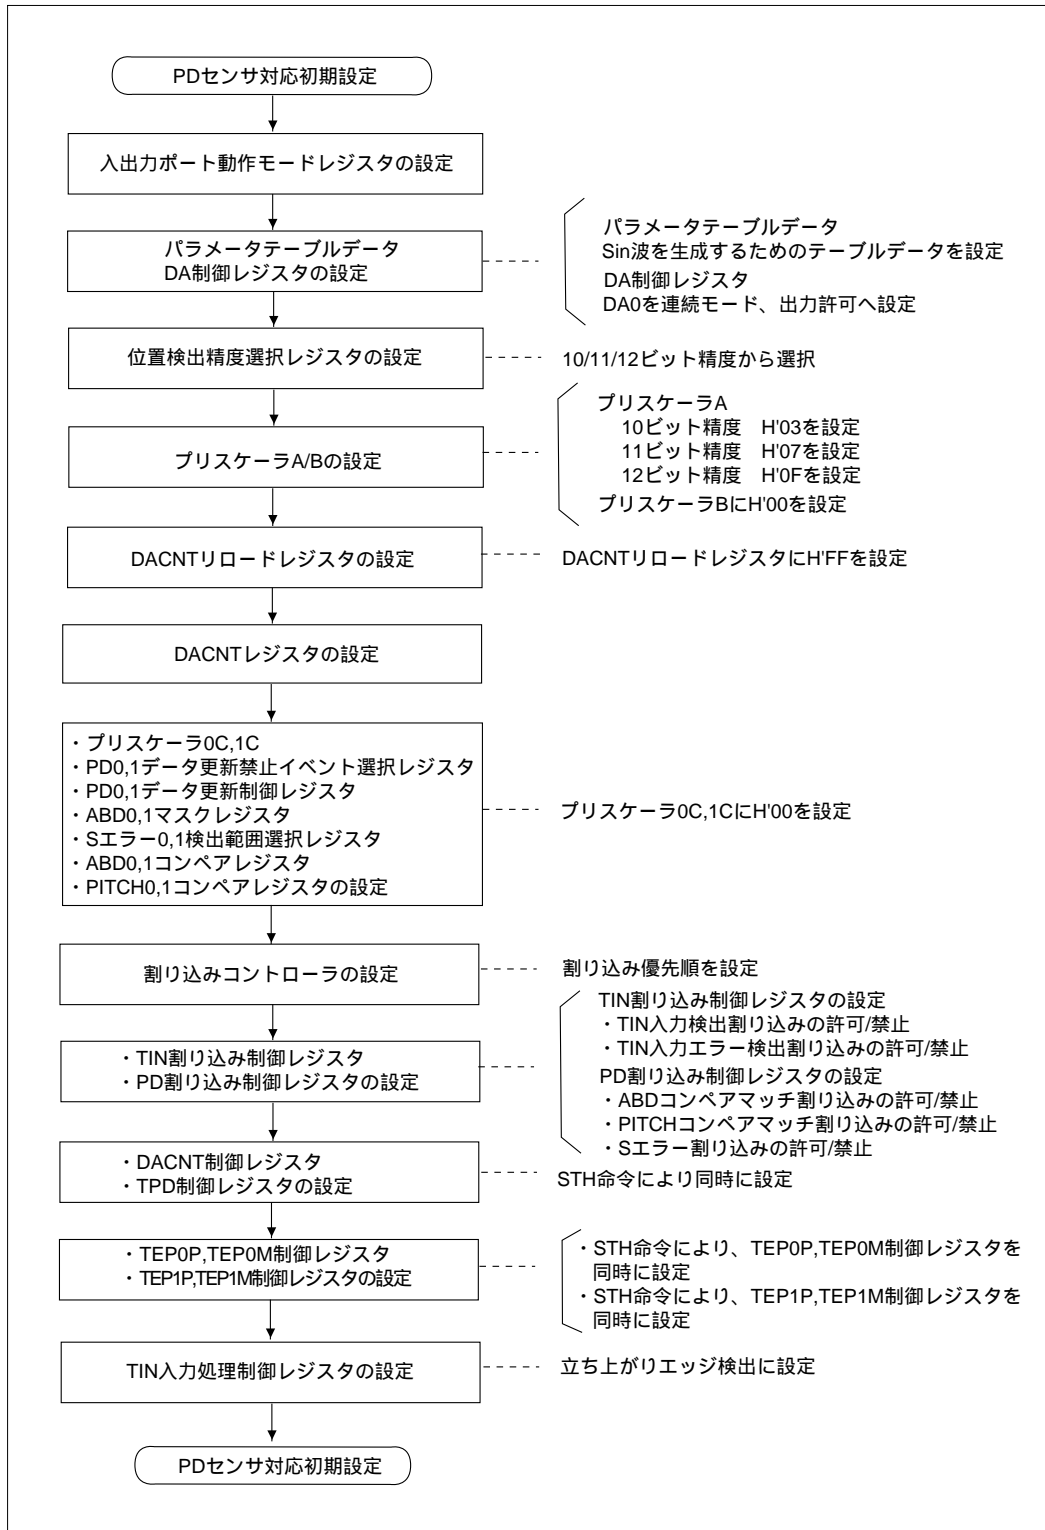 PDセンサ対応初期設定
入出力ポート動作モードレジスタの設定
パラメータテーブルデータ
DA制御レジスタの設定
パラメータテーブルデータ
Sin波を生成するためのテーブルデータを設定
DA制御レジスタ
DA0を連続モード、出力許可へ設定
位置検出精度選択レジスタの設定
10/11/12ビット精度から選択
プリスケーラA/Bの設定
プリスケーラA
10ビット精度　H'03を設定
11ビット精度　H'07を設定
12ビット精度　H'0Fを設定
プリスケーラBにH'00を設定
DACNTリロードレジスタの設定
DACNTリロードレジスタにH'FFを設定
DACNTレジスタの設定
・プリスケーラ0C,1C
・PD0,1データ更新禁止イベント選択レジスタ
・PD0,1データ更新制御レジスタ
・ABD0,1マスクレジスタ
・Sエラー0,1検出範囲選択レジスタ
・ABD0,1コンペアレジスタ
・PITCH0,1コンペアレジスタの設定
プリスケーラ0C,1CにH'00を設定
割り込みコントローラの設定
割り込み優先順を設定
・TIN割り込み制御レジスタ
・PD割り込み制御レジスタの設定
TIN割り込み制御レジスタの設定
・TIN入力検出割り込みの許可/禁止
・TIN入力エラー検出割り込みの許可/禁止
PD割り込み制御レジスタの設定
・ABDコンペアマッチ割り込みの許可/禁止
・PITCHコンペアマッチ割り込みの許可/禁止
・Sエラー割り込みの許可/禁止
・DACNT制御レジスタ
・TPD制御レジスタの設定
STH命令により同時に設定
・TEP0P,TEP0M制御レジスタ
・TEP1P,TEP1M制御レジスタの設定
・STH命令により、TEP0P,TEP0M制御レジスタを
同時に設定
・STH命令により、TEP1P,TEP1M制御レジスタを
同時に設定
TIN入力処理制御レジスタの設定
立ち上がりエッジ検出に設定
PDセンサ対応初期設定